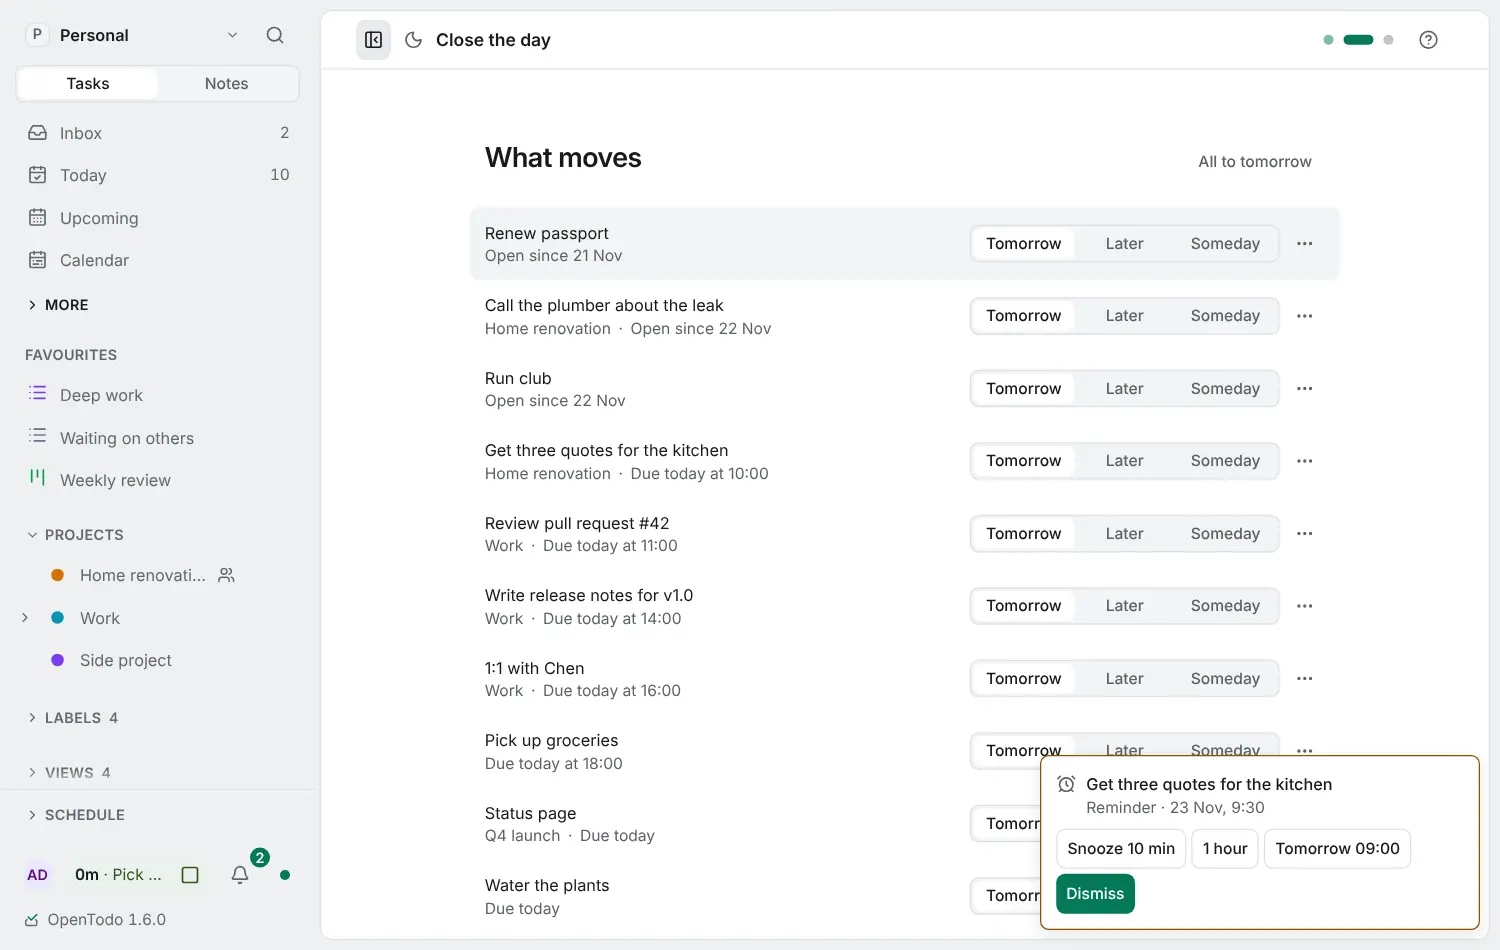 P Personal
Tasks Notes
Inbox 2
Today 10
Upcoming
Calendar
MORE
FAVOURITES
Deep work
Waiting on others
Weekly review
PROJECTS
Home renovati...
Work
Side project
LABELS 4
VIEWS 4
SCHEDULE
AD 0m · Pick ... 2
OpenTodo 1.6.0
Close the day
What moves All to tomorrow
Renew passport
Open since 21 Nov
Tomorrow Later Someday
Call the plumber about the leak
Home renovation · Open since 22 Nov
Tomorrow Later Someday
Run club
Open since 22 Nov
Tomorrow Later Someday
Get three quotes for the kitchen
Home renovation · Due today at 10:00
Tomorrow Later Someday
Review pull request #42
Work · Due today at 11:00
Tomorrow Later Someday
Write release notes for v1.0
Work · Due today at 14:00
Tomorrow Later Someday
1:1 with Chen
Work · Due today at 16:00
Tomorrow Later Someday
Pick up groceries
Due today at 18:00
Tomorrow Later Someday
Status page
Q4 launch · Due today
Tomorr
Water the plants
Due today
Tomorr
Get three quotes for the kitchen
Reminder · 23 Nov, 9:30
Snooze 10 min 1 hour Tomorrow 09:00
Dismiss